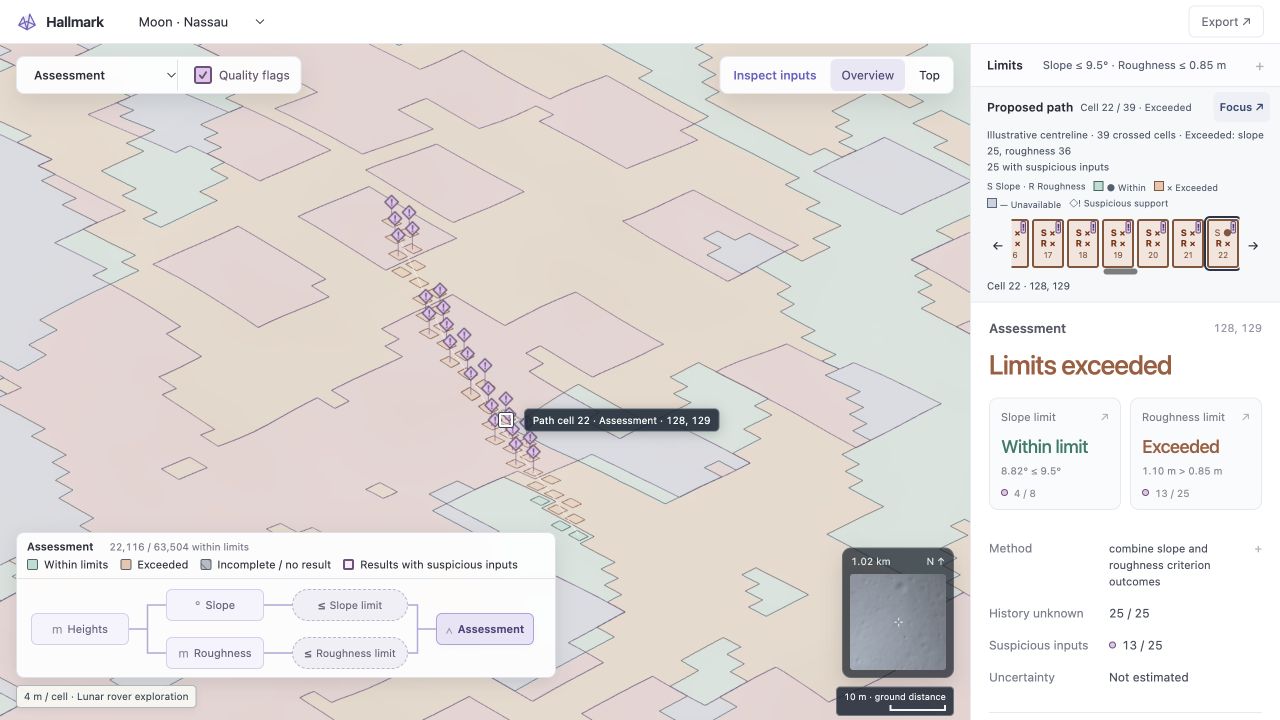 Hallmark
Moon · Nassau
Export ↗
Assessment
Quality flags
Inspect inputs
Overview
Top
Limits
Slope ≤ 9.5° · Roughness ≤ 0.85 m
+
Proposed path
Cell 22 / 39 · Exceeded
Focus ↗
Illustrative centreline · 39 crossed cells · Exceeded: slope
25, roughness 36
25 with suspicious inputs
S Slope · R Roughness ● Within × Exceeded
— Unavailable ◇! Suspicious support
← × S × S × S × S × S × S ● →
× R × R × R × R × R × R ×
6 17 18 19 20 21 22
Cell 22 · 128, 129
Path cell 22 · Assessment · 128, 129
Assessment
128, 129
Limits exceeded
Slope limit ↗
Within limit
8.82° ≤ 9.5°
4 / 8
Roughness limit ↗
Exceeded
1.10 m > 0.85 m
13 / 25
Method
combine slope and
roughness criterion
outcomes
+
History unknown
25 / 25
Suspicious inputs
13 / 25
Uncertainty
Not estimated
Assessment
22,116 / 63,504 within limits
Within limits
Exceeded
Incomplete / no result
Results with suspicious inputs
m Heights
° Slope
≤ Slope limit
m Roughness
≤ Roughness limit
∧ Assessment
4 m / cell · Lunar rover exploration
1.02 km
N ↑
10 m · ground distance